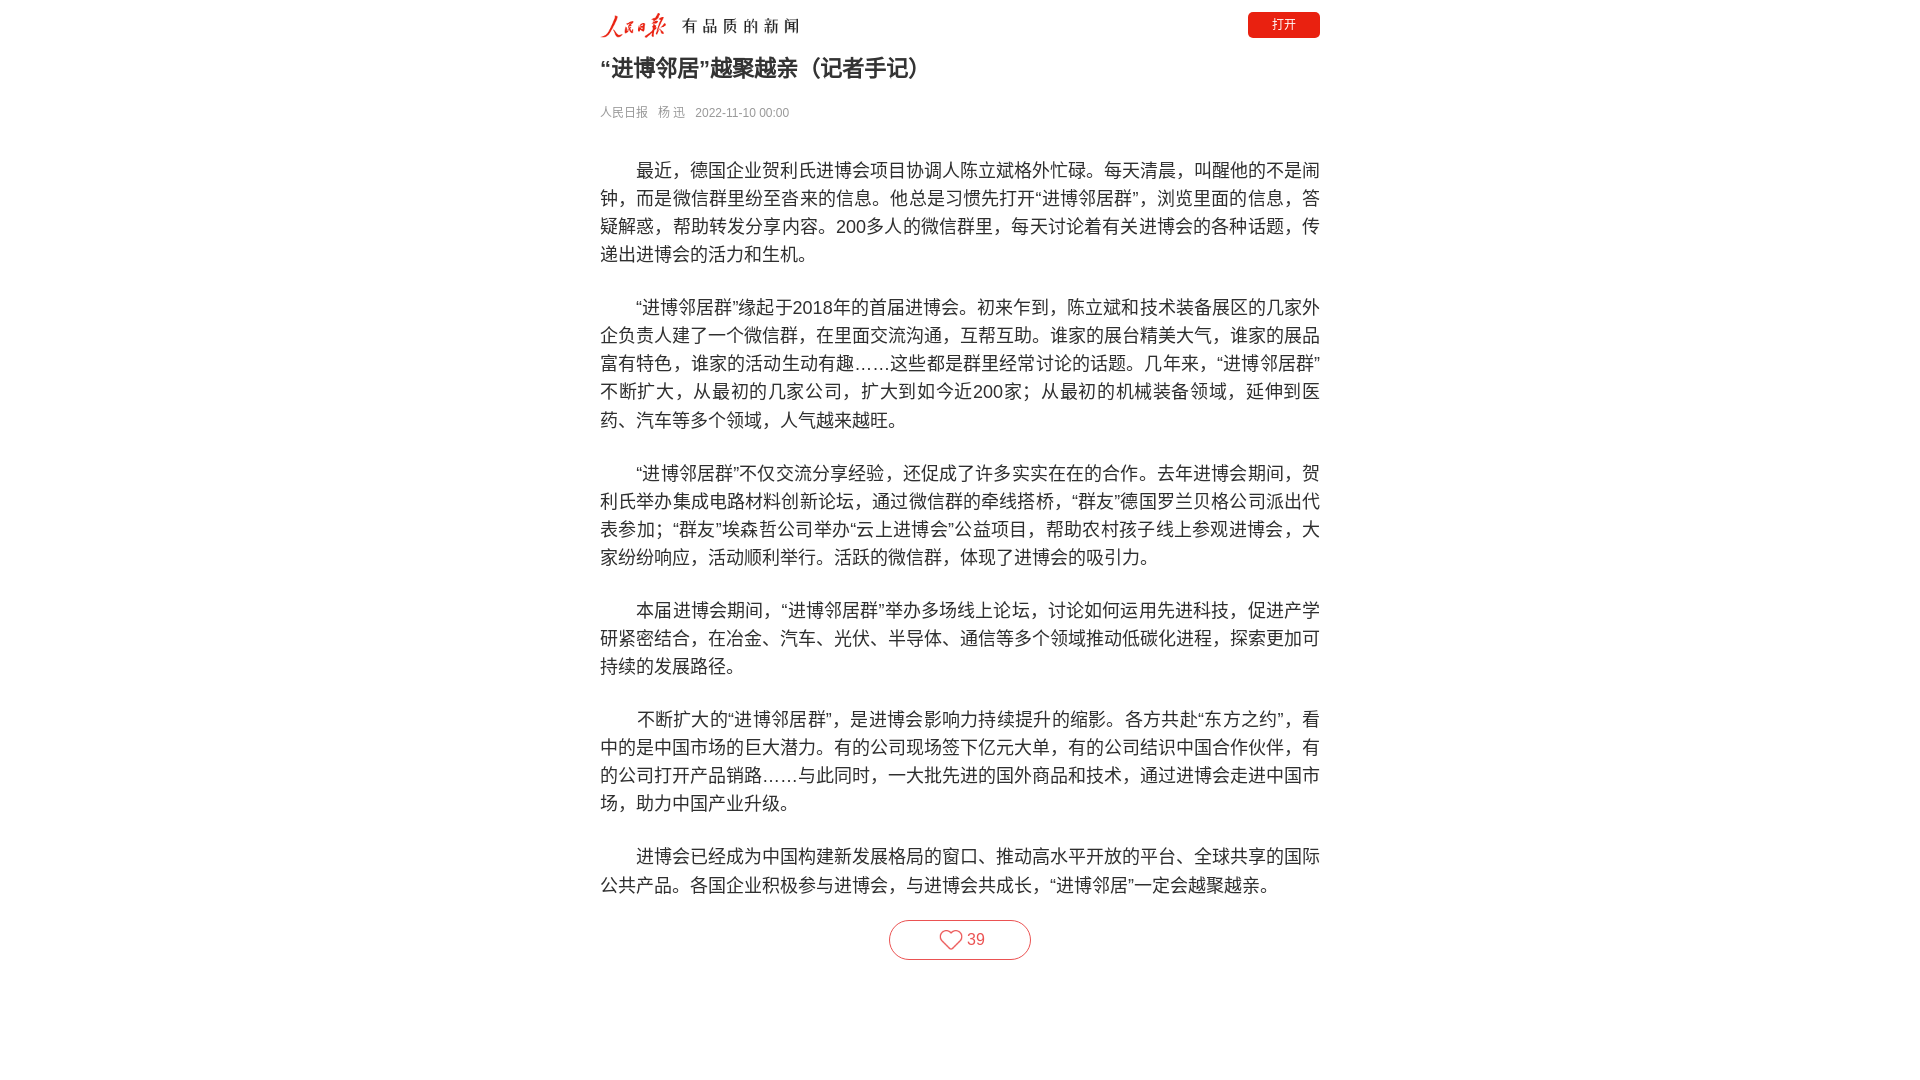 人民日报 有品质的新闻
打开
“进博邻居”越聚越亲（记者手记）
人民日报 杨 迅 2022-11-10 00:00
最近，德国企业贺利氏进博会项目协调人陈立斌格外忙碌。每天清晨，叫醒他的不是闹
钟，而是微信群里纷至沓来的信息。他总是习惯先打开“进博邻居群”，浏览里面的信息，答
疑解惑，帮助转发分享内容。200多人的微信群里，每天讨论着有关进博会的各种话题，传
递出进博会的活力和生机。
“进博邻居群”缘起于2018年的首届进博会。初来乍到，陈立斌和技术装备展区的几家外
企负责人建了一个微信群，在里面交流沟通，互帮互助。谁家的展台精美大气，谁家的展品
富有特色，谁家的活动生动有趣……这些都是群里经常讨论的话题。几年来，“进博邻居群”
不断扩大，从最初的几家公司，扩大到如今近200家；从最初的机械装备领域，延伸到医
药、汽车等多个领域，人气越来越旺。
“进博邻居群”不仅交流分享经验，还促成了许多实实在在的合作。去年进博会期间，贺
利氏举办集成电路材料创新论坛，通过微信群的牵线搭桥，“群友”德国罗兰贝格公司派出代
表参加；“群友”埃森哲公司举办“云上进博会”公益项目，帮助农村孩子线上参观进博会，大
家纷纷响应，活动顺利举行。活跃的微信群，体现了进博会的吸引力。
本届进博会期间，“进博邻居群”举办多场线上论坛，讨论如何运用先进科技，促进产学
研紧密结合，在冶金、汽车、光伏、半导体、通信等多个领域推动低碳化进程，探索更加可
持续的发展路径。
不断扩大的“进博邻居群”，是进博会影响力持续提升的缩影。各方共赴“东方之约”，看
中的是中国市场的巨大潜力。有的公司现场签下亿元大单，有的公司结识中国合作伙伴，有
的公司打开产品销路……与此同时，一大批先进的国外商品和技术，通过进博会走进中国市
场，助力中国产业升级。
进博会已经成为中国构建新发展格局的窗口、推动高水平开放的平台、全球共享的国际
公共产品。各国企业积极参与进博会，与进博会共成长，“进博邻居”一定会越聚越亲。
39